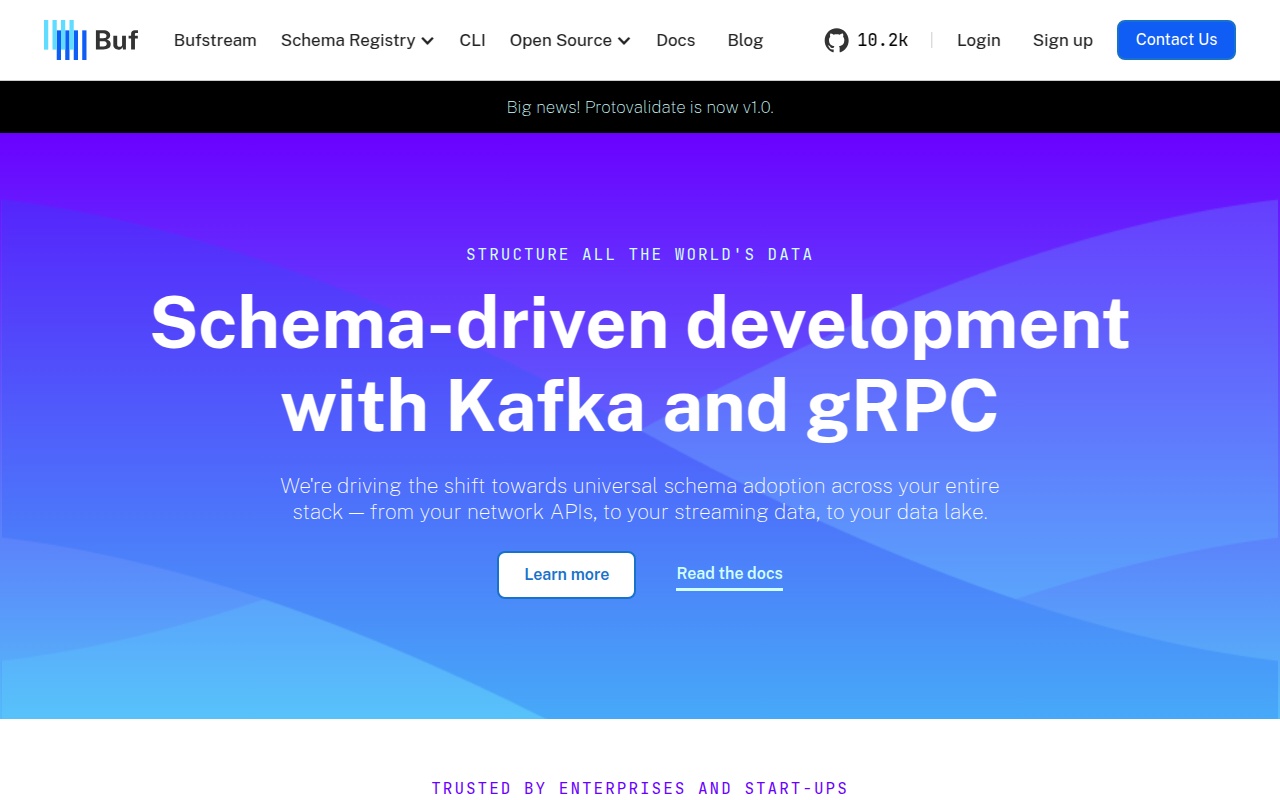 Buf
Bufstream
Schema Registry
CLI
Open Source
Docs
Blog
10.2k
Login
Sign up
Contact Us
Big news! Protovalidate is now v1.0.
STRUCTURE ALL THE WORLD'S DATA
Schema-driven development
with Kafka and gRPC
We're driving the shift towards universal schema adoption across your entire
stack — from your network APIs, to your streaming data, to your data lake.
Learn more
Read the docs
TRUSTED BY ENTERPRISES AND START-UPS